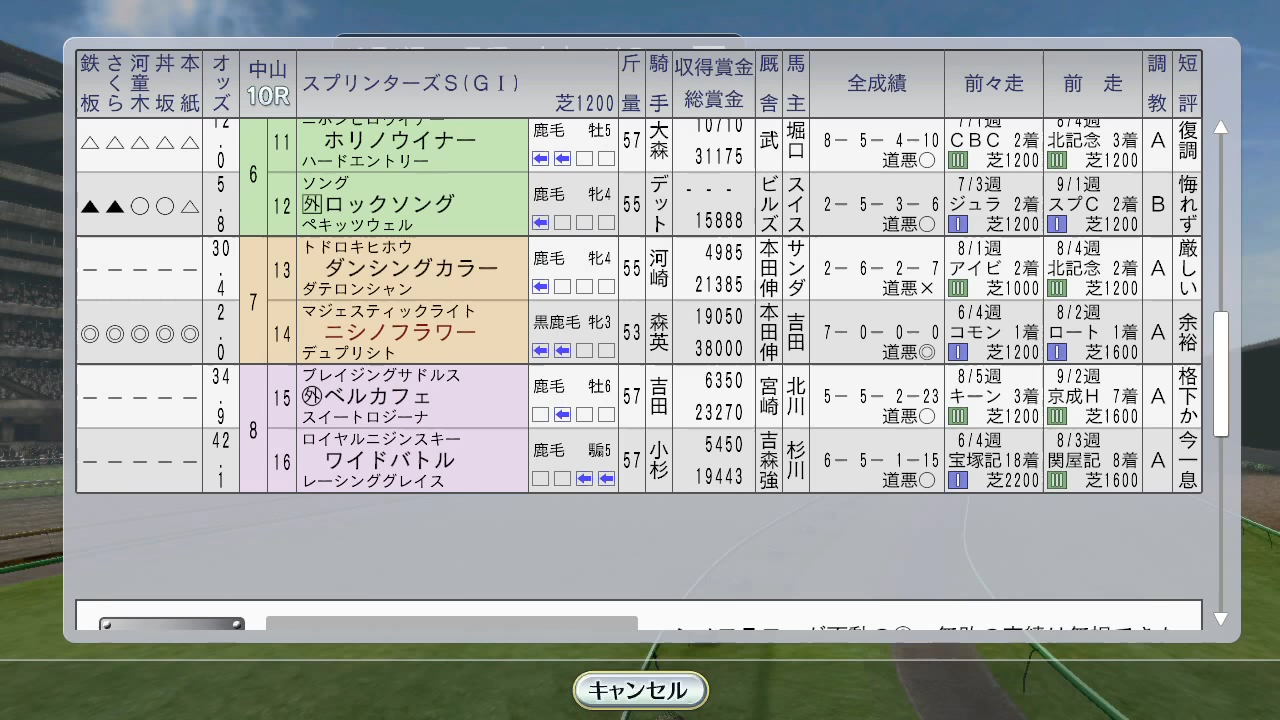 鉄板 さくら 河童木 丼坂 本紙 オッズ 中山 10R スプリンターズS(GⅠ) 芝1200 斤量 騎手 収得賞金 総賞金 厩舎 馬主 全成績 前々走 前 走 調教 短評
△ △ △ △ △ 12.0 6 11 ホリノウイナー ハードエントリー 鹿毛 牡5 57 大森 10710 31175 武 堀口 8- 5- 4-10 道悪○ 7/1週 CBC 2着 Ⅲ 芝1200 8/4週 北記念 3着 Ⅲ 芝1200 A 復調
▲ ▲ ○ ○ △ 5.8 12 ソング 外ロックソング ペキッツウェル 鹿毛 牝4 55 デット - - - 15888 ビルズ スイス 2- 5- 3- 6 道悪○ 7/3週 ジュラ 2着 Ⅰ 芝1200 9/1週 スプC 2着 Ⅰ 芝1200 B 悔れず
– – – – – 30.4 7 13 トドロキヒホウ ダンシングカラー ダテロンシャン 鹿毛 牝4 55 河崎 4985 21385 本田伸 サンダ 2- 6- 2- 7 道悪× 8/1週 アイビ 2着 Ⅲ 芝1000 8/4週 北記念 2着 Ⅲ 芝1200 A 厳しい
◎ ◎ ◎ ◎ ◎ 2.0 14 マジェスティックライト ニシノフラワー デュプリシト 黒鹿毛 牝3 53 森英 19050 38000 本田伸 吉田 7- 0- 0- 0 道悪◎ 6/4週 コモン 1着 Ⅰ 芝1200 8/2週 ロート 1着 Ⅰ 芝1600 A 余裕
– – – – – 34.9 8 15 ブレイジングサドルス 外ベルカフェ スイートロジーナ 鹿毛 牡6 57 吉田 6350 23270 宮崎 北川 5- 5- 2-23 道悪○ 8/5週 キーン 3着 Ⅲ 芝1200 9/2週 京成H 7着 Ⅲ 芝1600 A 格下か
– – – – – 42.1 16 ロイヤルニジンスキー ワイドバトル レーシンググレイス 鹿毛 騸5 57 小杉 5450 19443 吉森強 杉川 6- 5- 1-15 道悪○ 6/4週 宝塚記18着 Ⅰ 芝2200 8/3週 関屋記 8着 Ⅲ 芝1600 A 今一息
キャンセル